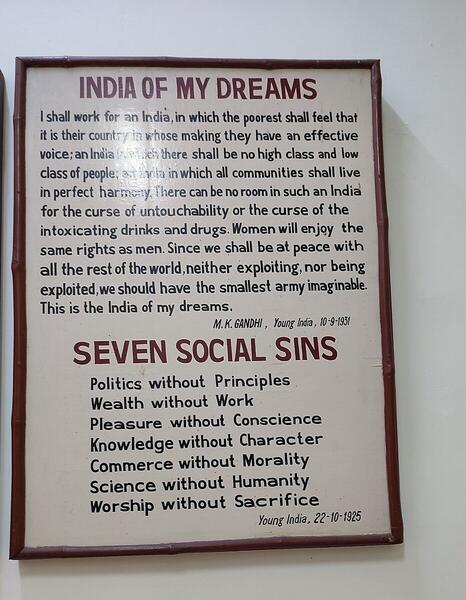 INDIA OF MY DREAMS
I shall work for an India, in which the poorest shall feel that
it is their country in whose making they have an effective
voice; an India in which there shall be no high class and low
class of people; an India in which all communities shall live
in perfect harmony. There can be no room in such an India
for the curse of untouchability or the curse of the
intoxicating drinks and drugs. Women will enjoy the
same rights as men. Since we shall be at peace with
all the rest of the world, neither exploiting, nor being
exploited, we should have the smallest army imaginable.
This is the India of my dreams.
M.K. GANDHI, Young India, 10-9-1931
SEVEN SOCIAL SINS
Politics without Principles
Wealth without Work
Pleasure without Conscience
Knowledge without Character
Commerce without Morality
Science without Humanity
Worship without Sacrifice
Young India, 22-10-1925